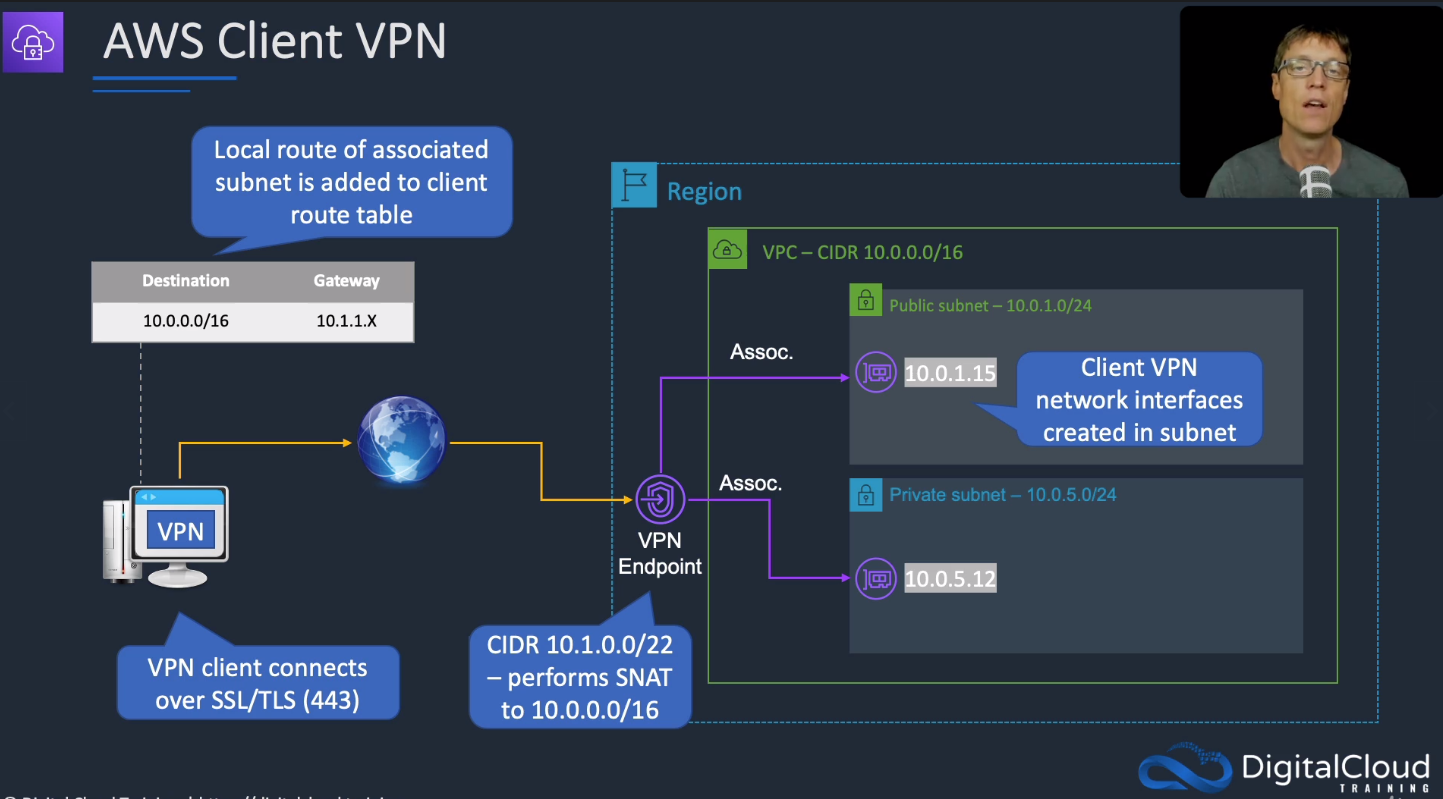 AWS Client VPN
Local route of associated
subnet is added to client
route table
Destination Gateway
10.0.0.0/16 10.1.1.X
Region
VPC – CIDR 10.0.0.0/16
Public subnet – 10.0.1.0/24
Assoc.
10.0.1.15
Client VPN
network interfaces
created in subnet
Assoc.
Private subnet – 10.0.5.0/24
VPN
VPN
Endpoint
10.0.5.12
VPN client connects
over SSL/TLS (443)
CIDR 10.1.0.0/22
– performs SNAT
to 10.0.0.0/16
DigitalCloud
TRAINING